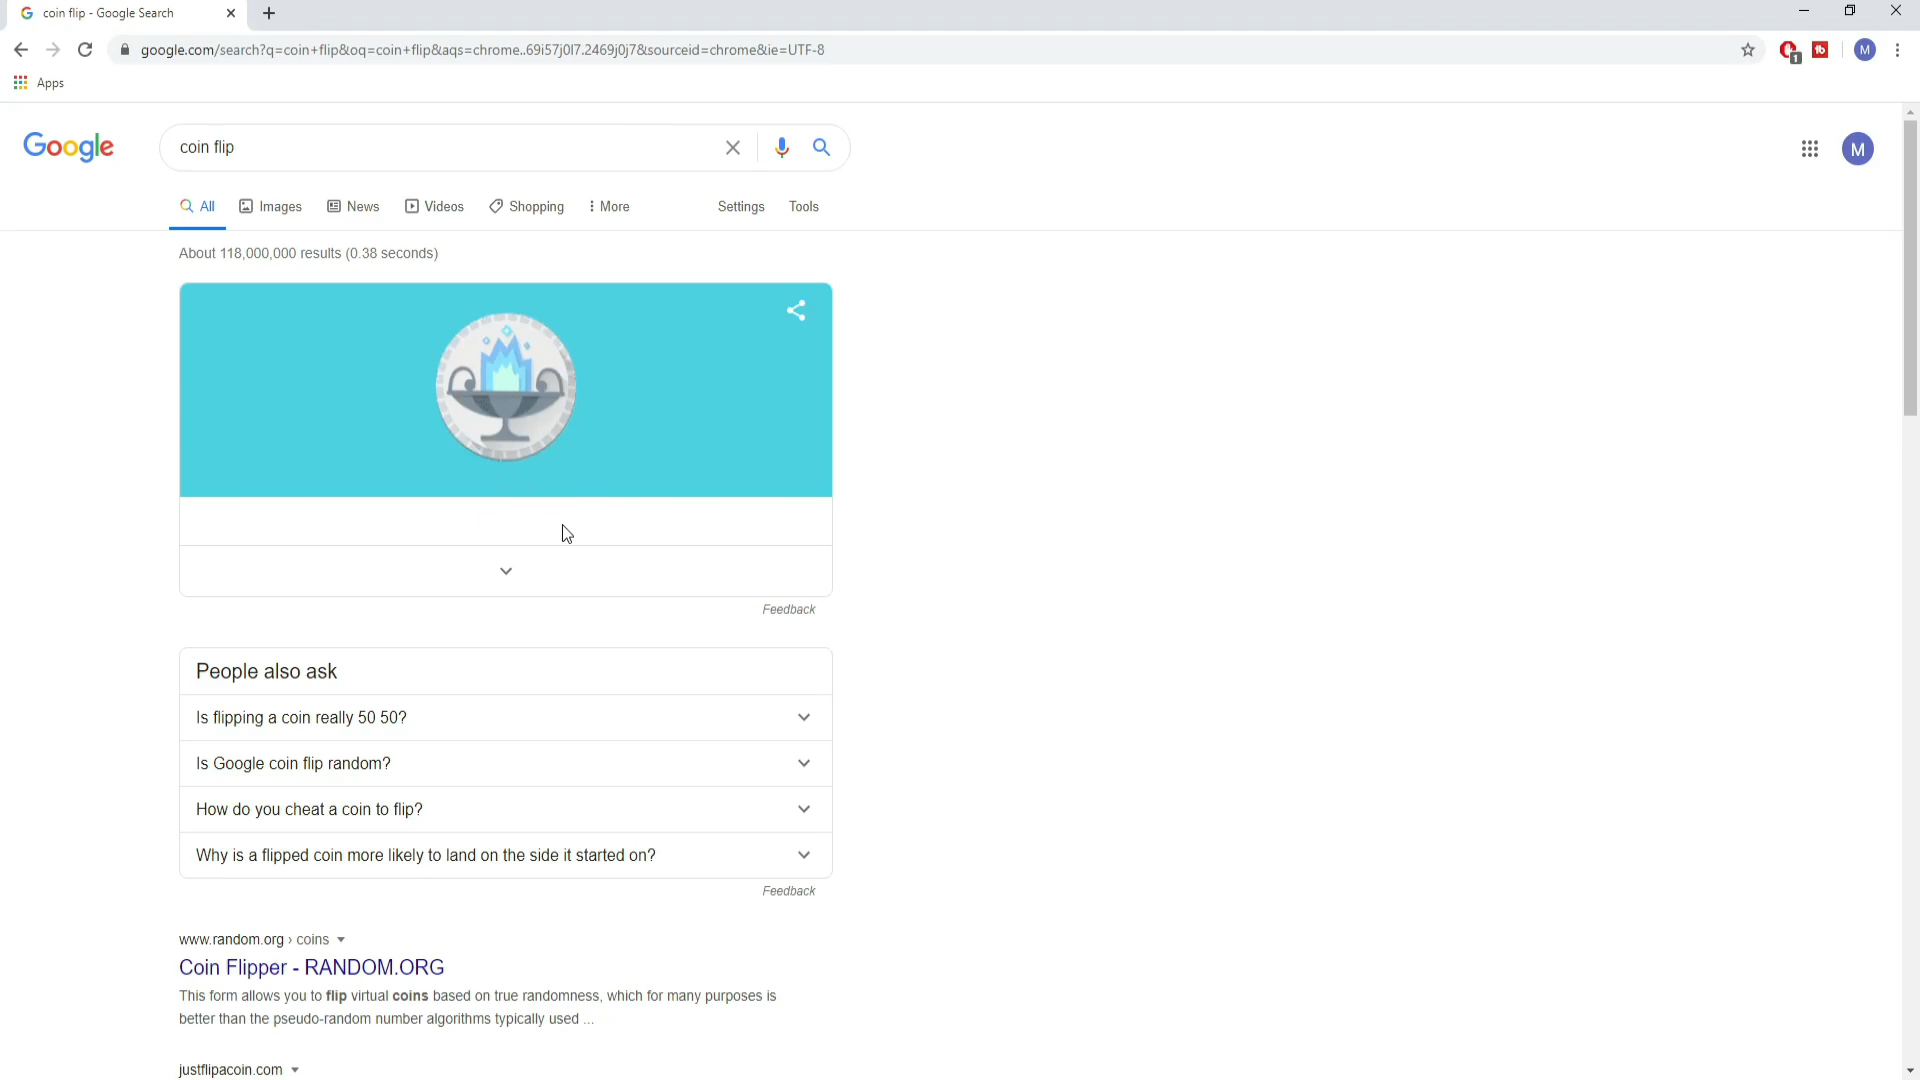 coin flip - Google Search
google.com/search?q=coin+flip&oq=coin+flip&aqs=chrome..69i57j0l7.2469j0j7&sourceid=chrome&ie=UTF-8
1
M
Apps
Google
coin flip
M
All
Images
News
Videos
Shopping
More
Settings
Tools
About 118,000,000 results (0.38 seconds)
Feedback
People also ask
Is flipping a coin really 50 50?
Is Google coin flip random?
How do you cheat a coin to flip?
Why is a flipped coin more likely to land on the side it started on?
Feedback
www.random.org › coins
Coin Flipper - RANDOM.ORG
This form allows you to flip virtual coins based on true randomness, which for many purposes is
better than the pseudo-random number algorithms typically used ...
justflipacoin.com